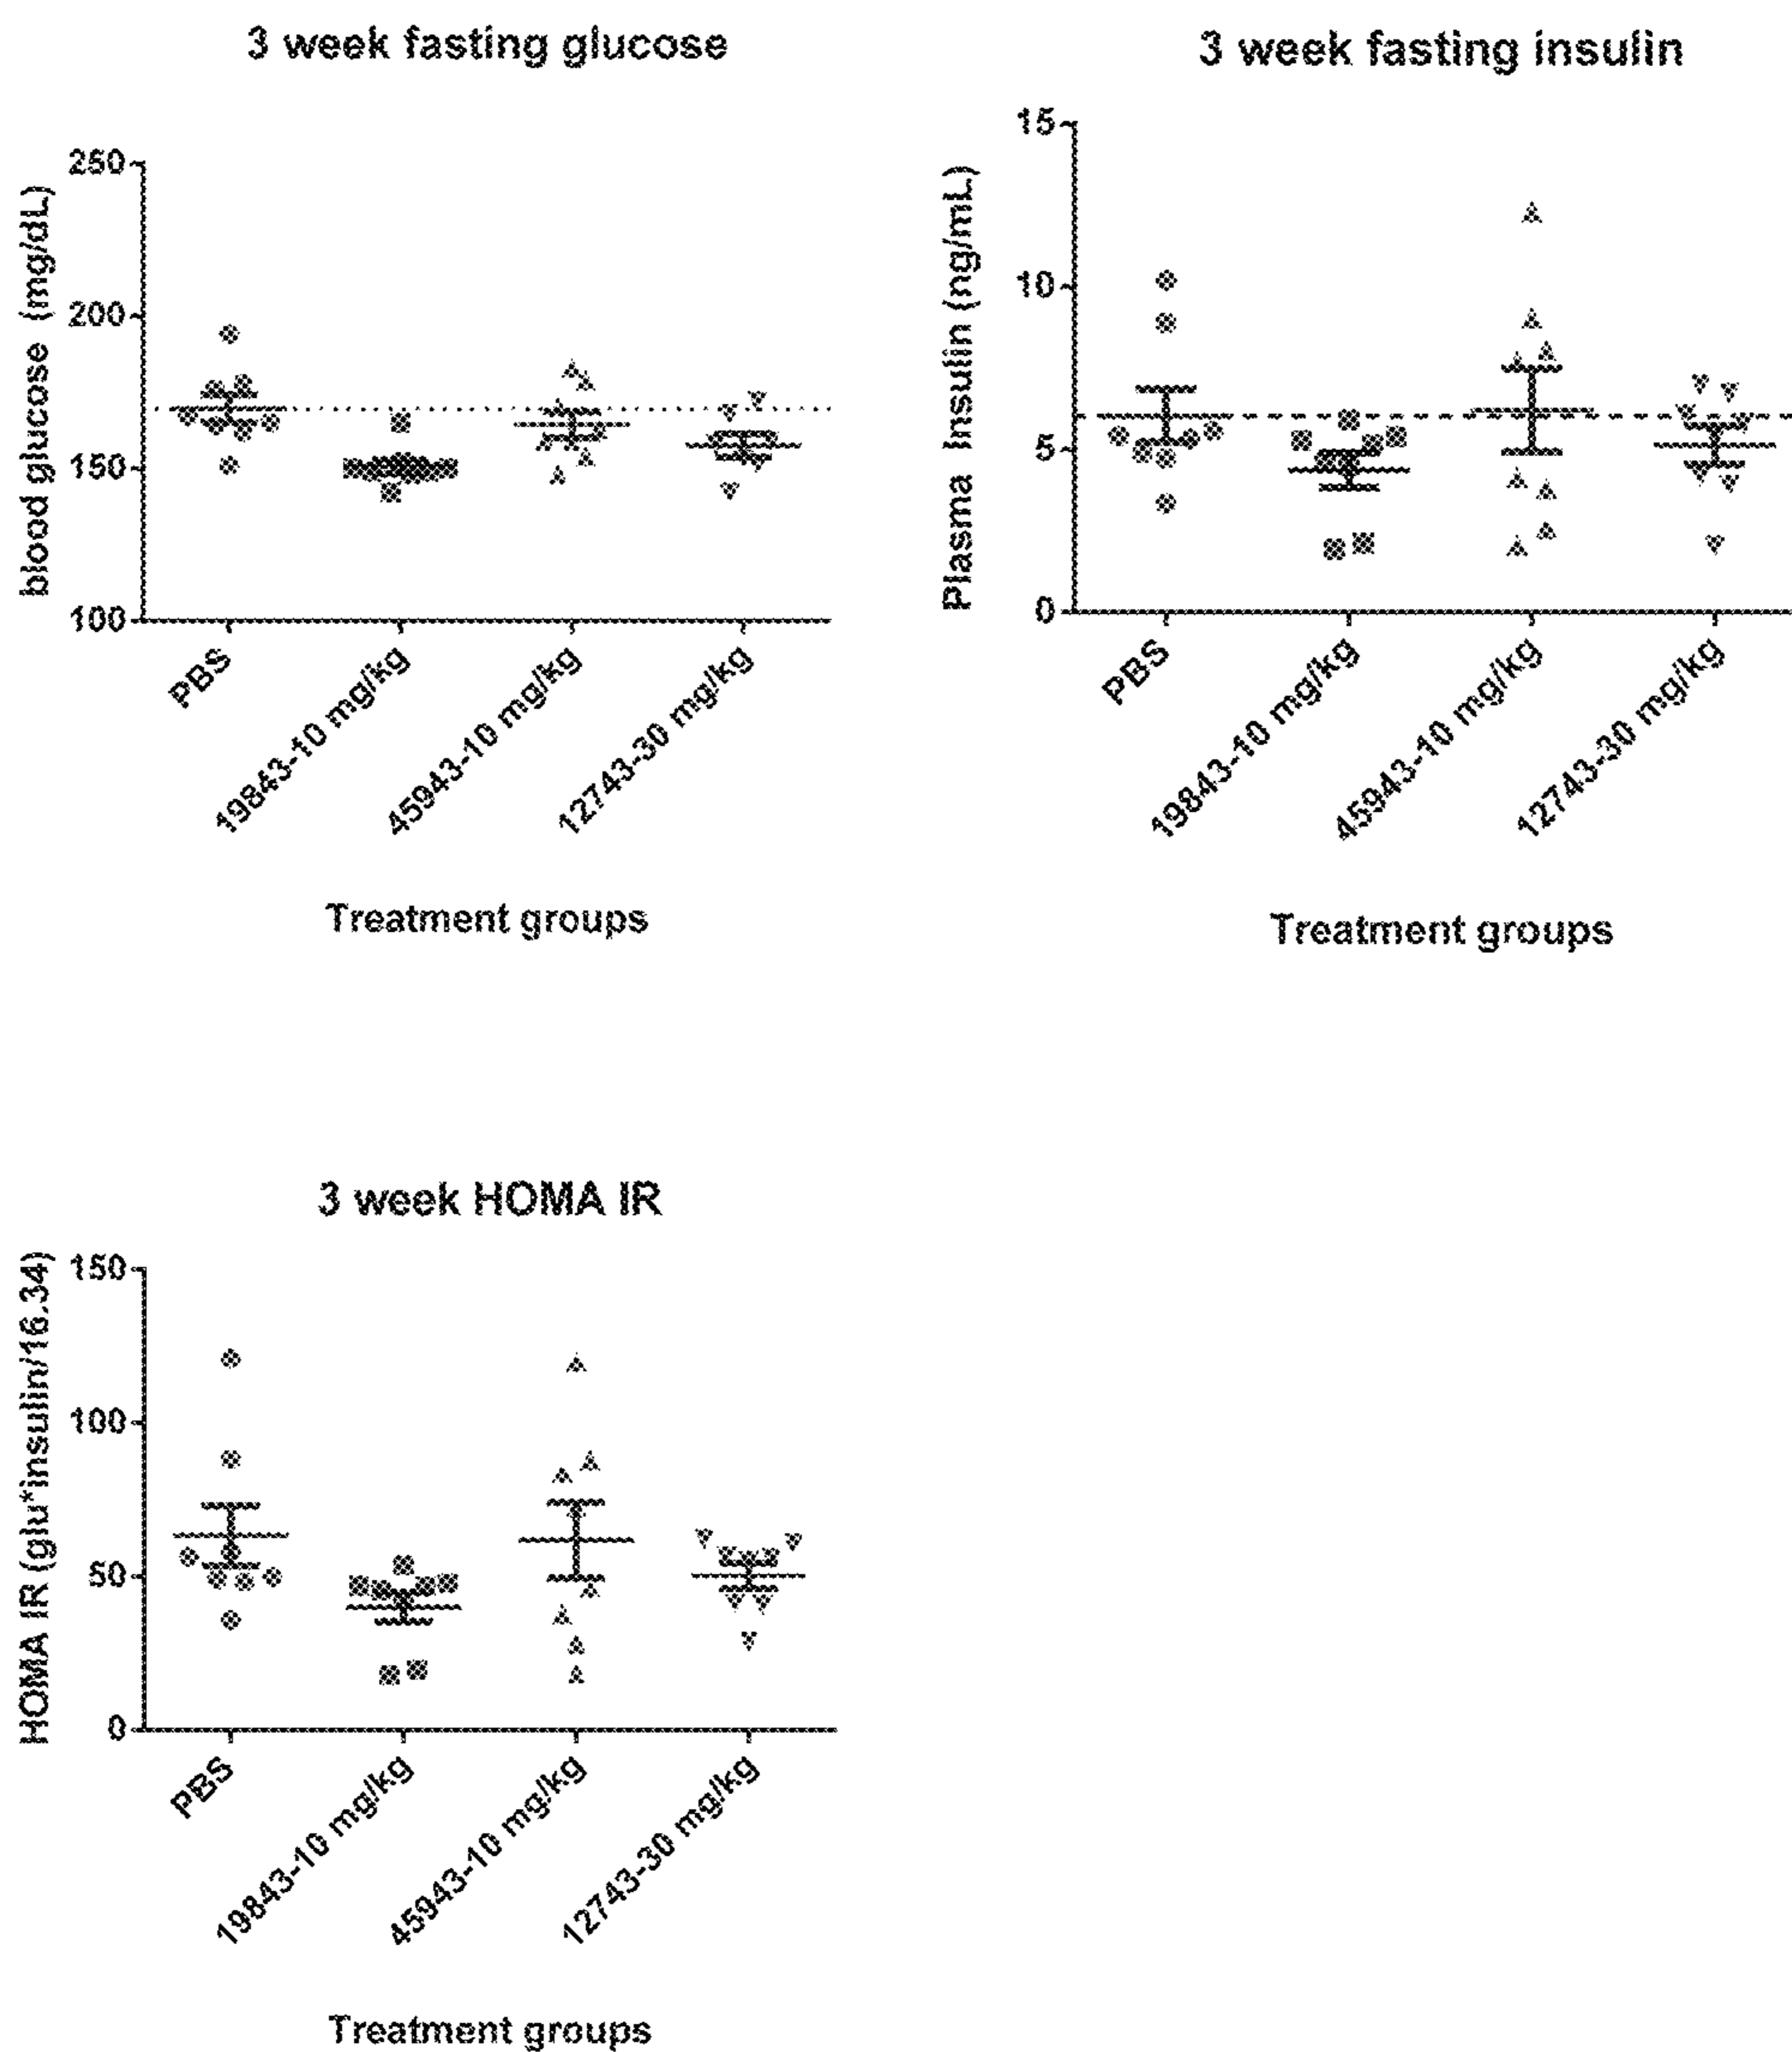 3 week fasting glucose
blood glucose (mg/dL)
250
200
150
100
PBS
19843-10 mg/kg
45943-10 mg/kg
12743-30 mg/kg
Treatment groups
3 week fasting insulin
Plasma Insulin (ng/mL)
15
10
5
0
PBS
19843-10 mg/kg
45943-10 mg/kg
12743-30 mg/kg
Treatment groups
3 week HOMA IR
HOMA IR (glu*insulin/16.34)
150
100
50
0
PBS
19843-10 mg/kg
45943-10 mg/kg
12743-30 mg/kg
Treatment groups